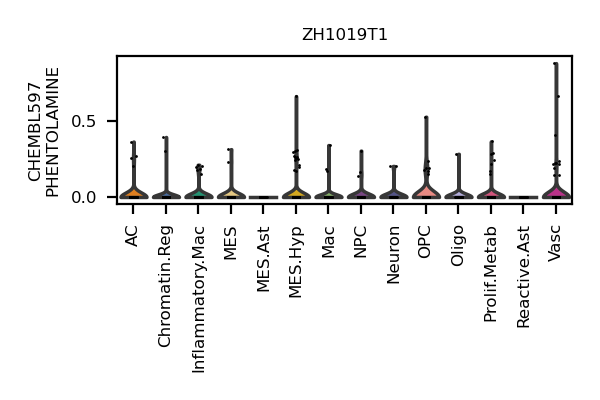 ZH1019T1
CHEMBL597
PHENTOLAMINE
0.5
0.0
AC
Chromatin.Reg
Inflammatory.Mac
MES
MES.Ast
MES.Hyp
Mac
NPC
Neuron
OPC
Oligo
Prolif.Metab
Reactive.Ast
Vasc